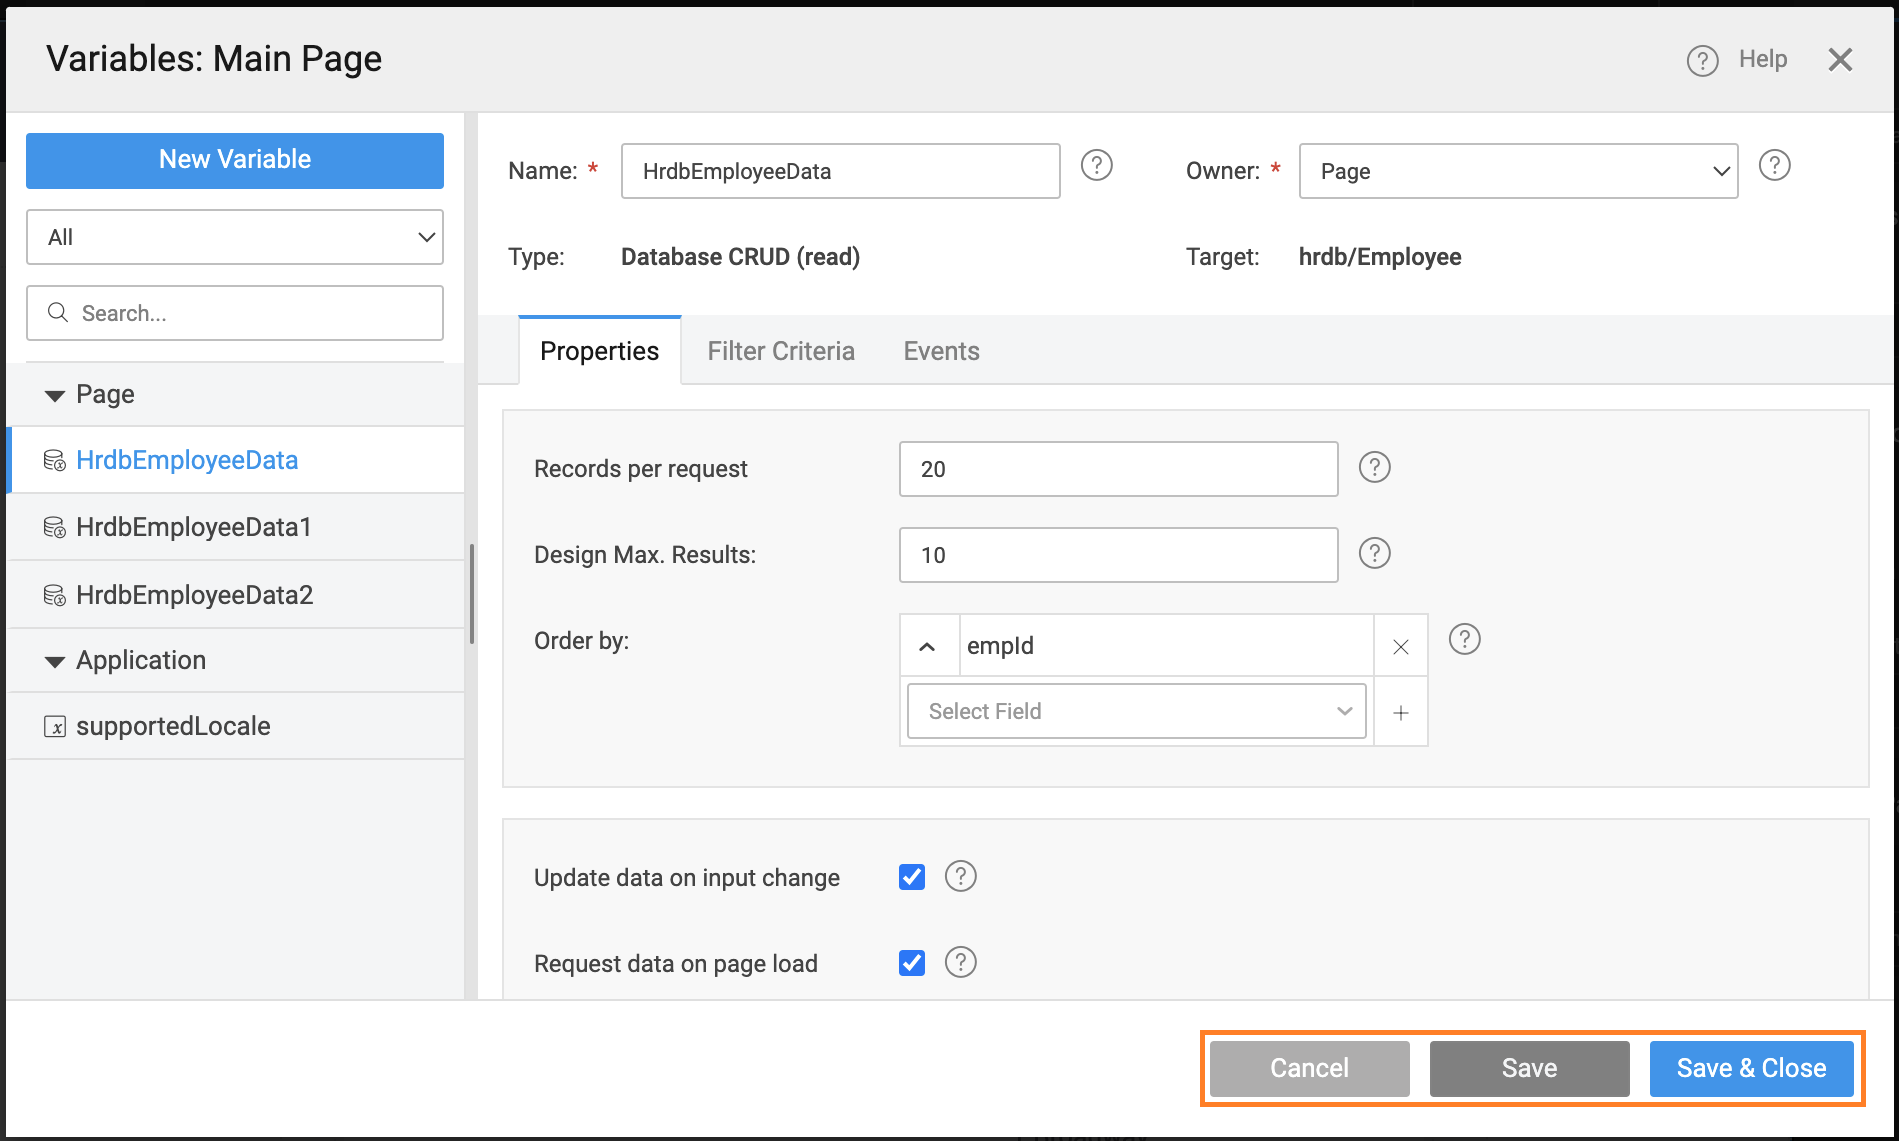 Variables: Main Page
Help
New Variable
All
Search...
Page
HrdbEmployeeData
HrdbEmployeeData1
HrdbEmployeeData2
Application
supportedLocale
Name: *
HrdbEmployeeData
Owner: *
Page
Type:
Database CRUD (read)
Target:
hrdb/Employee
Properties
Filter Criteria
Events
Records per request
20
Design Max. Results:
10
Order by:
empId
Select Field
Update data on input change
Request data on page load
Cancel
Save
Save & Close